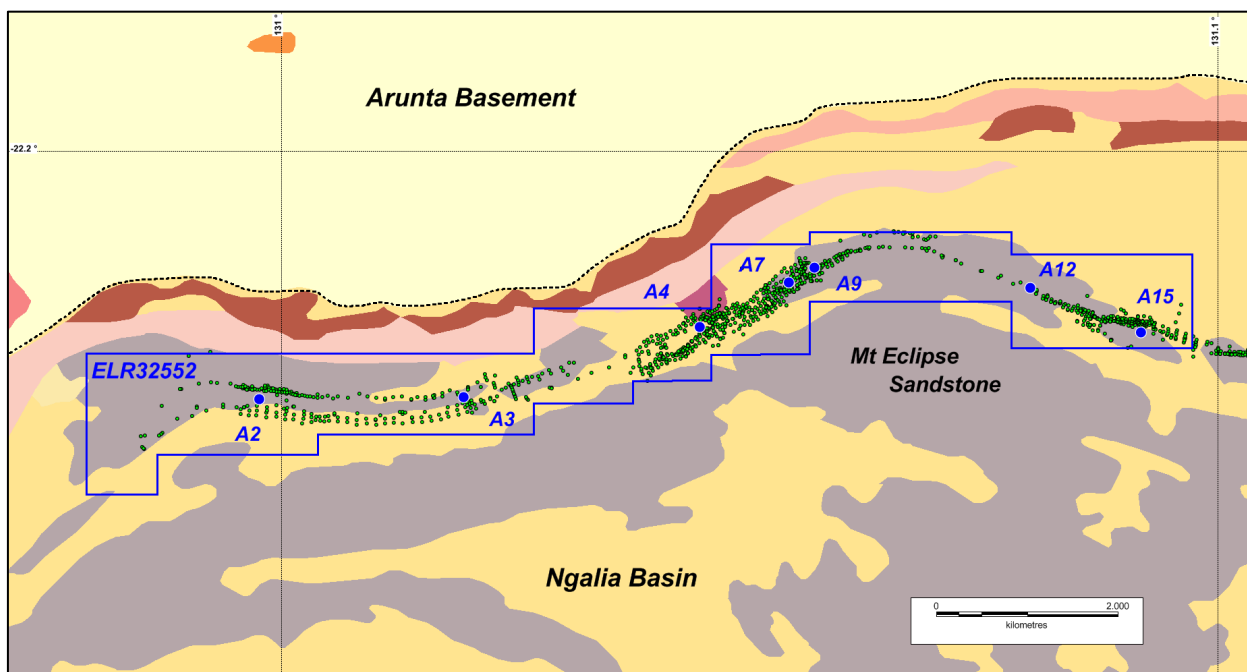 131 °
131.1 °
Arunta Basement
-22.2 °
A7
A12
A4
A9
A15
Mt Eclipse
Sandstone
ELR32552
A2
A3
Ngalia Basin
0
2.000
kilometres